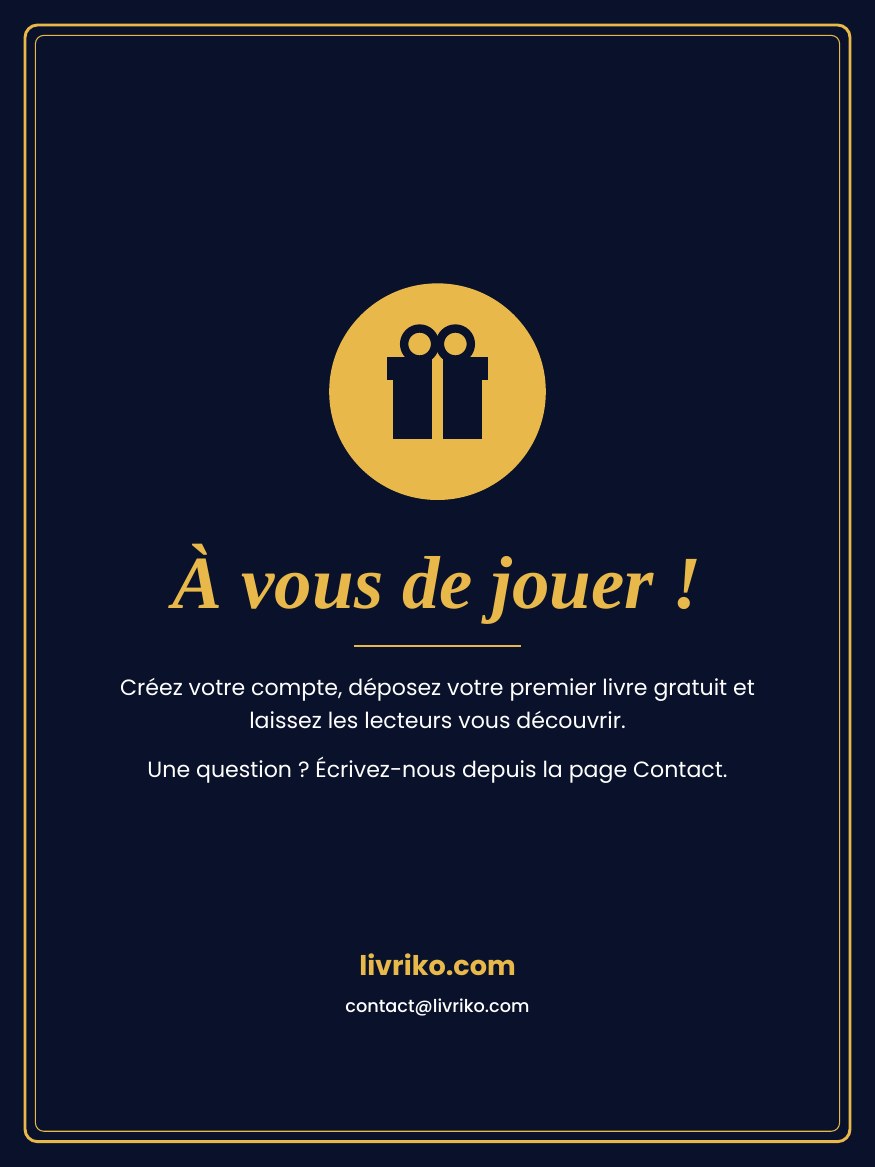 À vous de jouer !
Créez votre compte, déposez votre premier livre gratuit et
laissez les lecteurs vous découvrir.
Une question ? Écrivez-nous depuis la page Contact.
livriko.com
contact@livriko.com